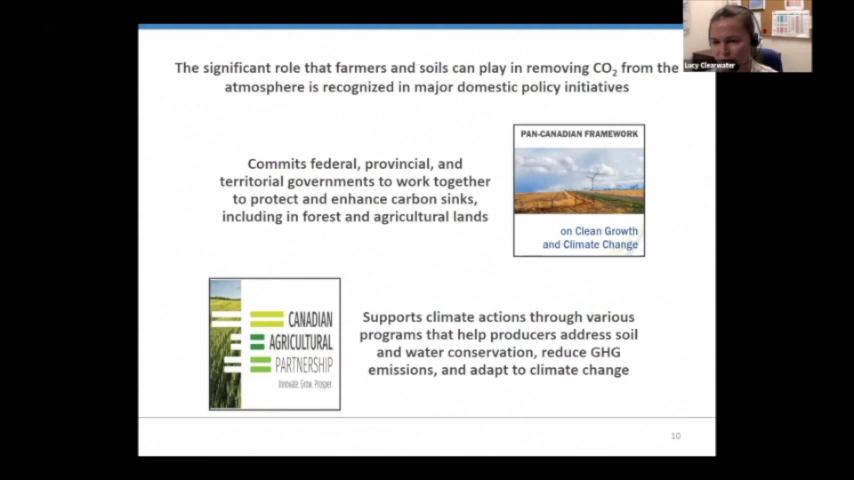 The significant role that farmers and soils can play in removing CO₂ from the
atmosphere is recognized in major domestic policy initiatives
Lucy Clearwater
Commits federal, provincial, and
territorial governments to work together
to protect and enhance carbon sinks,
including in forest and agricultural lands
PAN-CANADIAN FRAMEWORK
on Clean Growth
and Climate Change
CANADIAN
AGRICULTURAL
PARTNERSHIP
Innovate. Grow. Prosper.
Supports climate actions through various
programs that help producers address soil
and water conservation, reduce GHG
emissions, and adapt to climate change
10